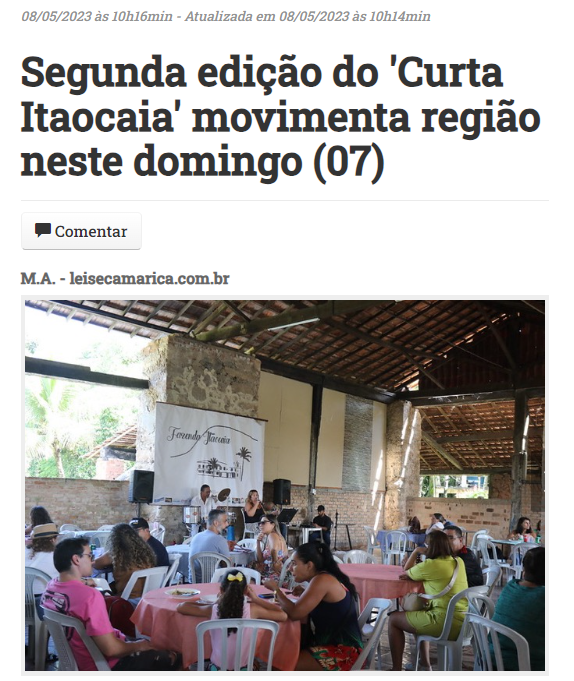 08/05/2023 às 10h16min - Atualizada em 08/05/2023 às 10h14min
Segunda edição do 'Curta
Itaocaia' movimenta região
neste domingo (07)
Comentar
M.A. - leisecamarica.com.br
Fazenda Itaocaia